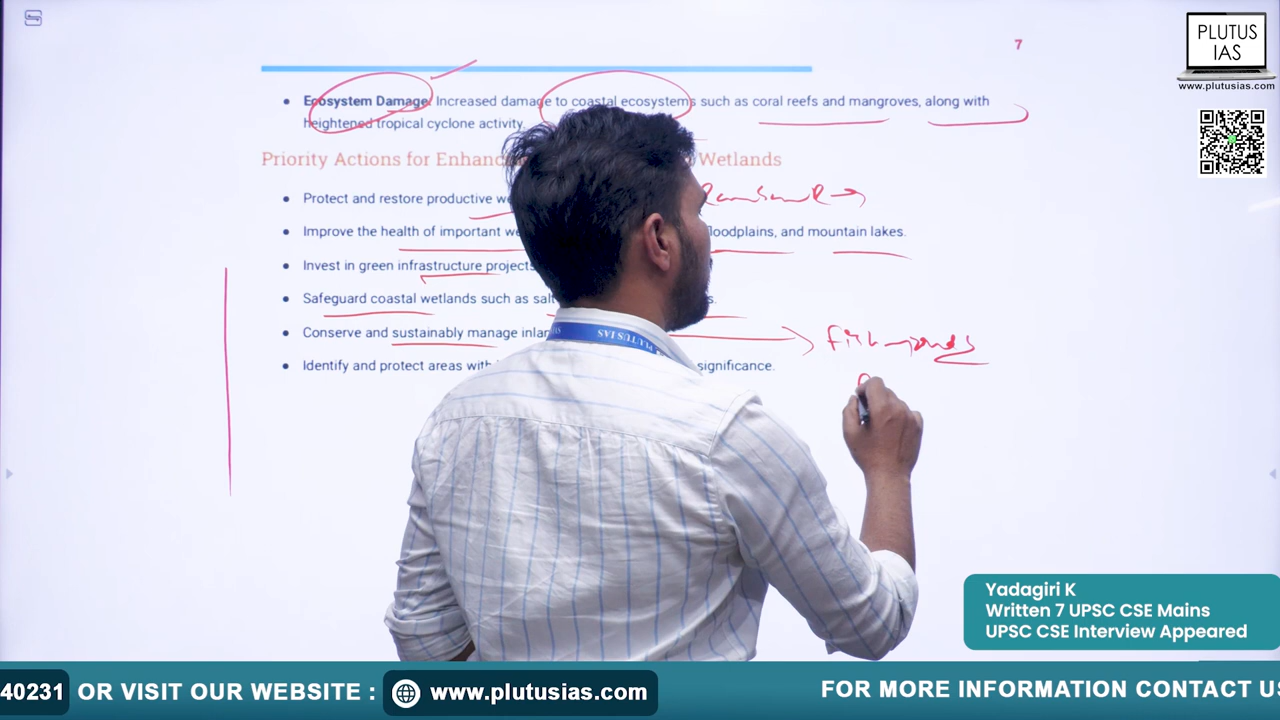 7
PLUTUS
IAS
www.plutusias.com
• Ecosystem Damage: Increased damage to coastal ecosystems such as coral reefs and mangroves, along with
heightened tropical cyclone activity.
Priority Actions for Wetlands
• Protect and restore productive
• Improve the health of important floodplains, and mountain lakes.
• Invest in green infrastructure projects
• Safeguard coastal wetlands such as salt
• Conserve and sustainably manage
Fish ponds
• Identify and protect areas with significance.
PLUTUS IAS
Yadagiri K
Written 7 UPSC CSE Mains
UPSC CSE Interview Appeared
40231 OR VISIT OUR WEBSITE : www.plutusias.com FOR MORE INFORMATION CONTACT US